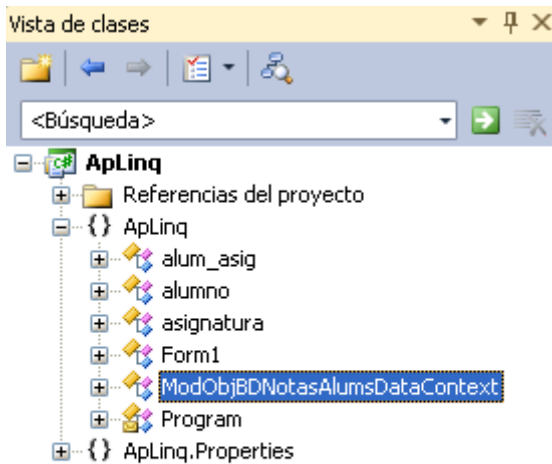 Vista de clases
<Búsqueda>
C#
ApLinq
Referencias del proyecto
{} ApLinq
alum_asig
alumno
asignatura
Form1
ModObjBDNotasAlumsDataContext
Program
{} ApLinq.Properties